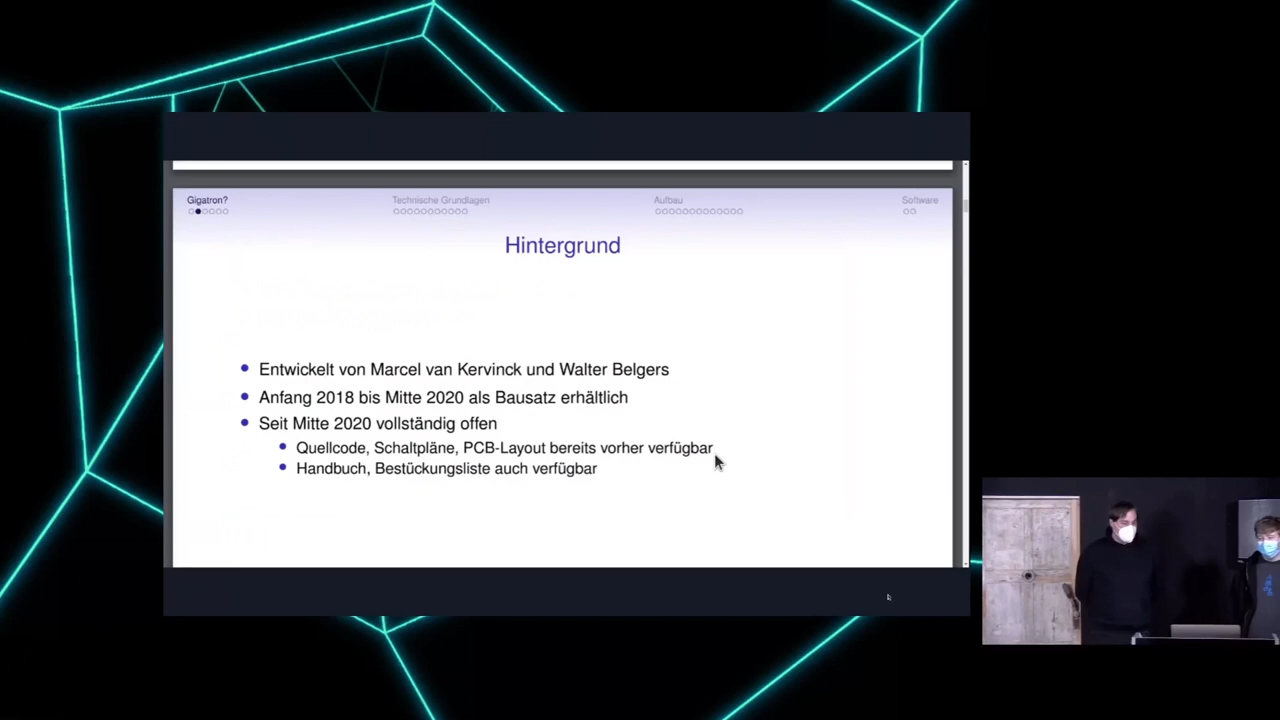 Gigatron?
Technische Grundlagen
Aufbau
Software
Hintergrund
Entwickelt von Marcel van Kervinck und Walter Belgers
Anfang 2018 bis Mitte 2020 als Bausatz erhältlich
Seit Mitte 2020 vollständig offen
Quellcode, Schaltpläne, PCB-Layout bereits vorher verfügbar
Handbuch, Bestückungsliste auch verfügbar